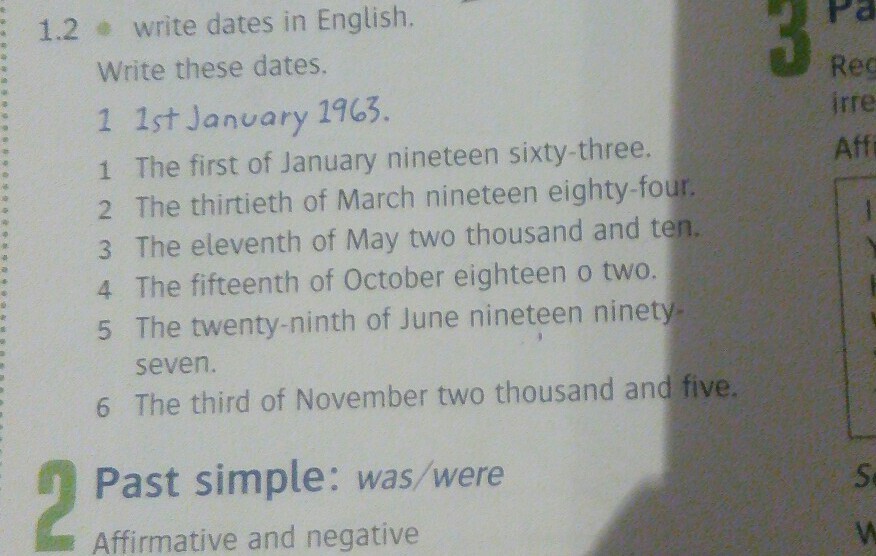 1.2 • write dates in English.
Write these dates.
1 1st January 1963.
1 The first of January nineteen sixty-three.
2 The thirtieth of March nineteen eighty-four.
3 The eleventh of May two thousand and ten.
4 The fifteenth of October eighteen o two.
5 The twenty-ninth of June nineteen ninety-
seven.
6 The third of November two thousand and five.
2 Past simple: was/were
Affirmative and negative
3